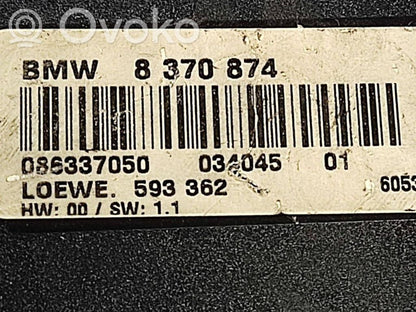 Ovoko
BMW 8 370 874
086337050 034045 01
LOEWE. 593 362 6053
HW: 00 / SW: 1.1